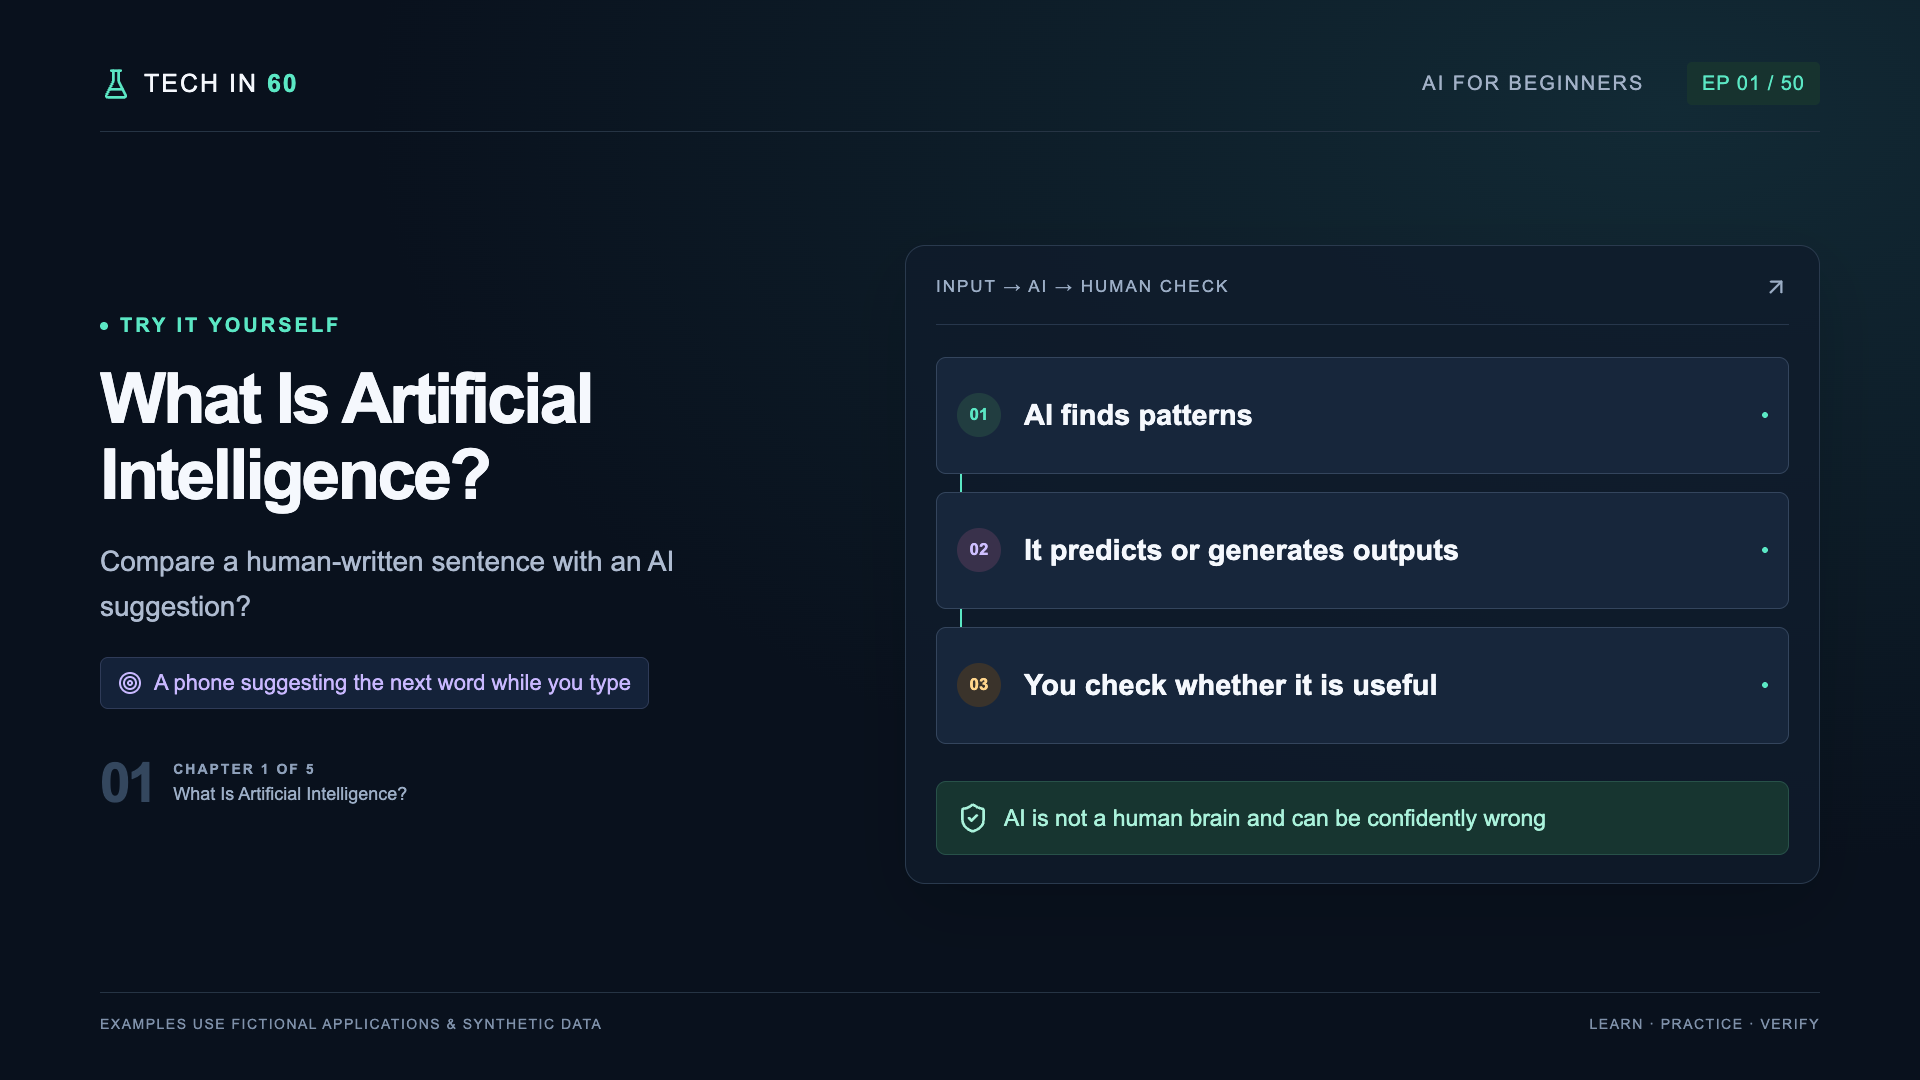 TECH IN 60
AI FOR BEGINNERS
EP 01 / 50
TRY IT YOURSELF
What Is Artificial
Intelligence?
Compare a human-written sentence with an AI
suggestion?
A phone suggesting the next word while you type
01
CHAPTER 1 OF 5
What Is Artificial Intelligence?
INPUT → AI → HUMAN CHECK
01 AI finds patterns
02 It predicts or generates outputs
03 You check whether it is useful
AI is not a human brain and can be confidently wrong
EXAMPLES USE FICTIONAL APPLICATIONS & SYNTHETIC DATA
LEARN · PRACTICE · VERIFY